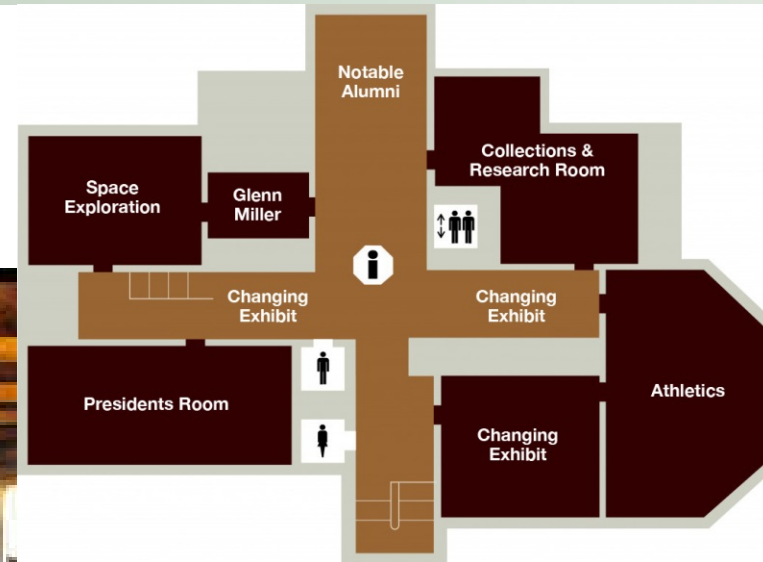 Notable
Alumni
Collections &
Research Room
Space
Exploration
Glenn
Miller
Changing
Exhibit
Changing
Exhibit
Presidents Room
Athletics
Changing
Exhibit